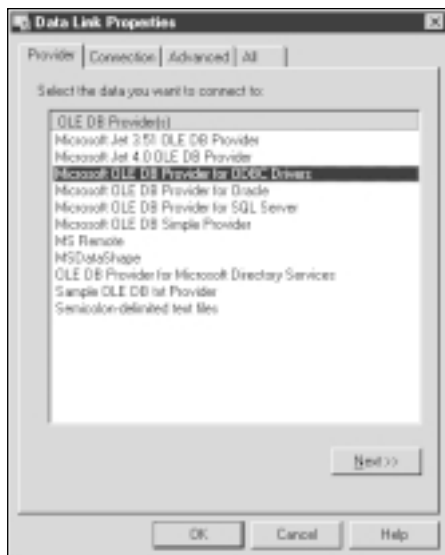 Data Link Properties
Provider Connection Advanced All
Select the data you want to connect to:
OLE DB Provider(s)
Microsoft Jet 3.51 OLE DB Provider
Microsoft Jet 4.0 OLE DB Provider
Microsoft OLE DB Provider for ODBC Drivers
Microsoft OLE DB Provider for Oracle
Microsoft OLE DB Provider for SQL Server
Microsoft OLE DB Simple Provider
MS Remote
MSDataShape
OLE DB Provider for Microsoft Directory Services
Sample OLE DB txt Provider
Semicolon-delimited text files
Next >>
OK Cancel Help